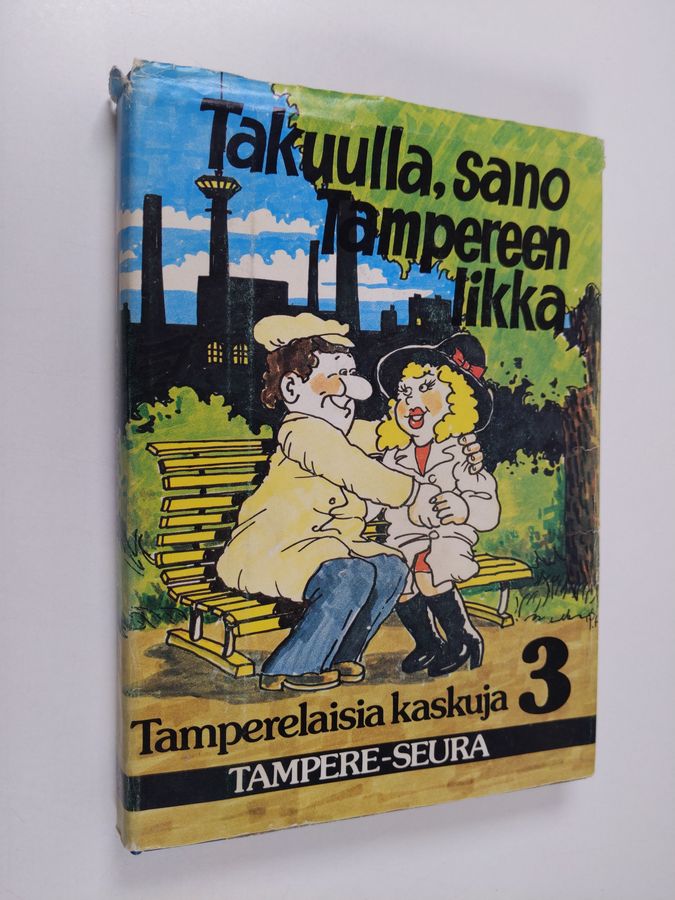 Takuulla, sano
Tampereen
likka
Tamperelaisia kaskuja 3
TAMPERE-SEURA